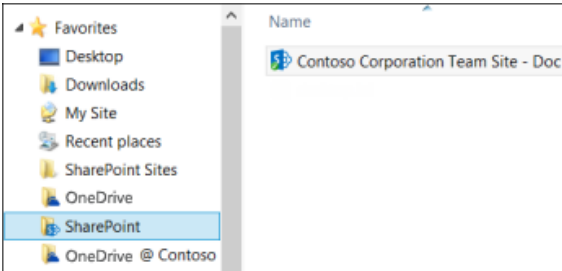 Favorites
Desktop
Downloads
My Site
Recent places
SharePoint Sites
OneDrive
SharePoint
OneDrive @ Contoso
Name
Contoso Corporation Team Site - Doc